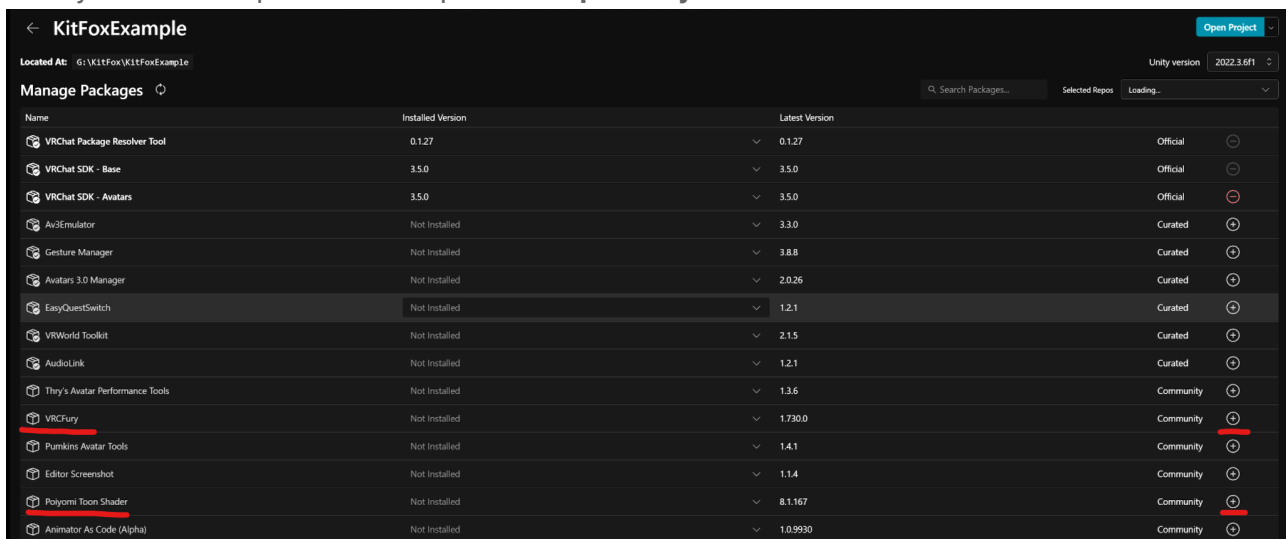 KitFoxExample
Open Project
Located At: G:\KitFox\KitFoxExample
Unity version 2022.3.6f1
Manage Packages
Search Packages... Selected Repos Loading...
Name Installed Version Latest Version
VRChat Package Resolver Tool 0.1.27 0.1.27 Official
VRChat SDK - Base 3.5.0 3.5.0 Official
VRChat SDK - Avatars 3.5.0 3.5.0 Official
Av3Emulator Not Installed 3.3.0 Curated
Gesture Manager Not Installed 3.8.8 Curated
Avatars 3.0 Manager Not Installed 2.0.26 Curated
EasyQuestSwitch Not Installed 1.2.1 Curated
VRWorld Toolkit Not Installed 2.1.5 Curated
AudioLink Not Installed 1.2.1 Curated
Thry's Avatar Performance Tools Not Installed 1.3.6 Community
VRCFury Not Installed 1.730.0 Community
Pumkins Avatar Tools Not Installed 1.4.1 Community
Editor Screenshot Not Installed 1.1.4 Community
Poiyomi Toon Shader Not Installed 8.1.167 Community
Animator As Code (Alpha) Not Installed 1.0.9930 Community